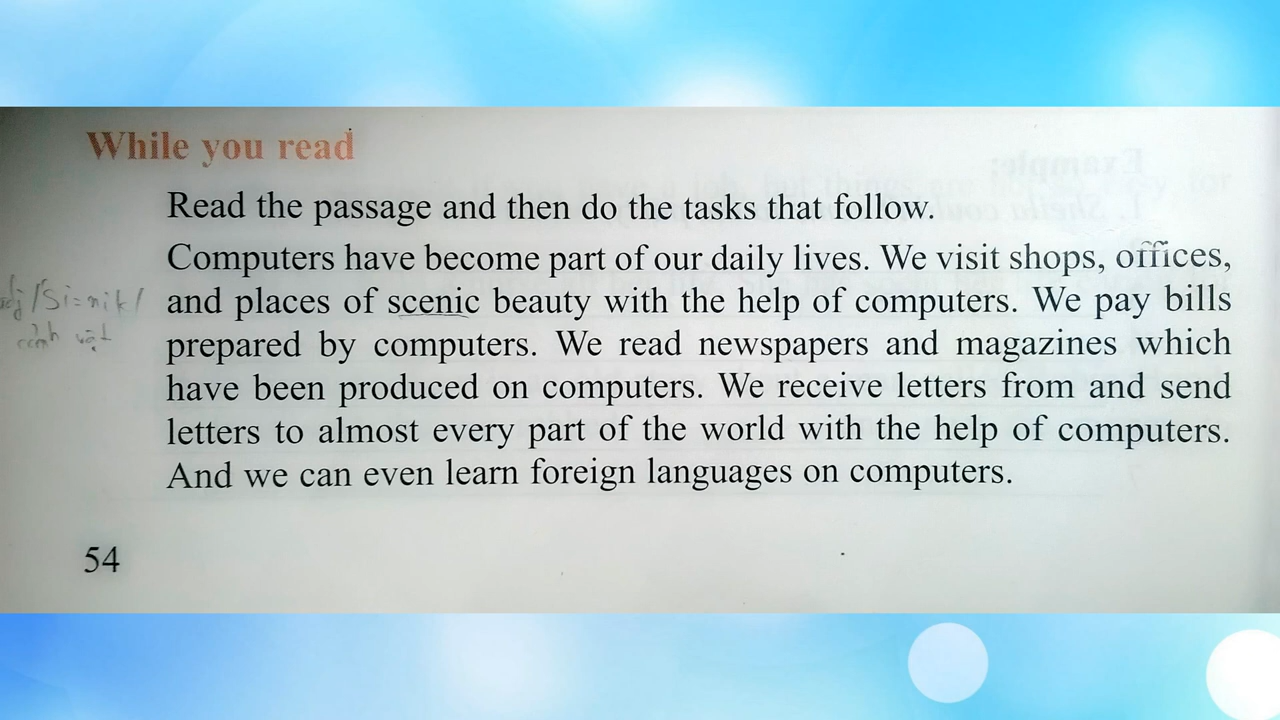 While you read
Read the passage and then do the tasks that follow.
Computers have become part of our daily lives. We visit shops, offices,
and places of scenic beauty with the help of computers. We pay bills
prepared by computers. We read newspapers and magazines which
have been produced on computers. We receive letters from and send
letters to almost every part of the world with the help of computers.
And we can even learn foreign languages on computers.
cảnh vật
54